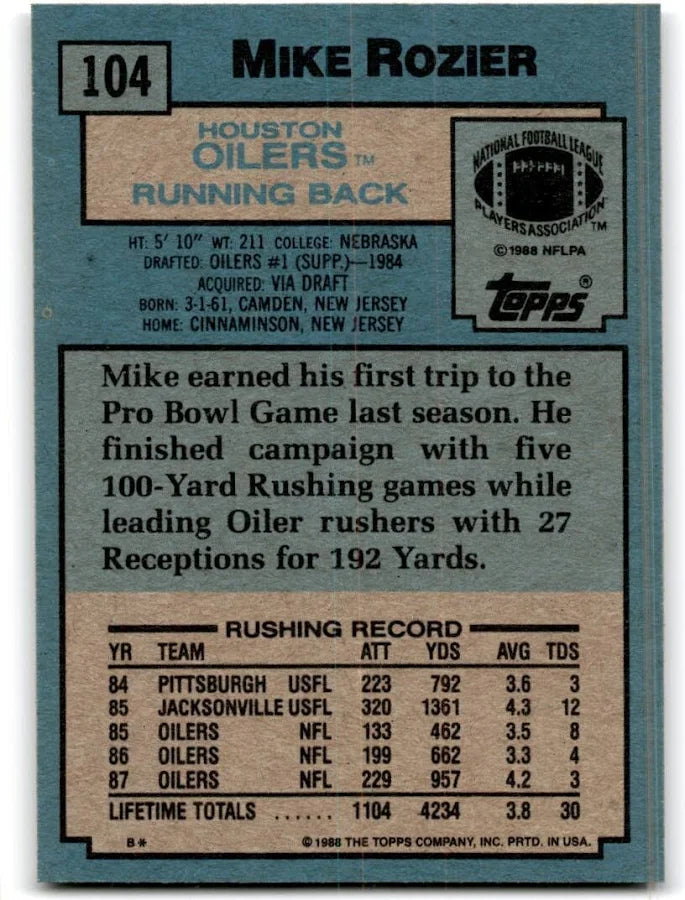 104
MIKE ROZIER
HOUSTON
OILERS™
RUNNING BACK
NATIONAL FOOTBALL LEAGUE
PLAYERS ASSOCIATION™
©1988 NFLPA
topps®
HT: 5' 10" WT: 211 COLLEGE: NEBRASKA
DRAFTED: OILERS #1 (SUPP.)—1984
ACQUIRED: VIA DRAFT
BORN: 3-1-61, CAMDEN, NEW JERSEY
HOME: CINNAMINSON, NEW JERSEY
Mike earned his first trip to the
Pro Bowl Game last season. He
finished campaign with five
100-Yard Rushing games while
leading Oiler rushers with 27
Receptions for 192 Yards.
RUSHING RECORD
YR TEAM ATT YDS AVG TDS
84 PITTSBURGH USFL 223 792 3.6 3
85 JACKSONVILLE USFL 320 1361 4.3 12
85 OILERS NFL 133 462 3.5 8
86 OILERS NFL 199 662 3.3 4
87 OILERS NFL 229 957 4.2 3
LIFETIME TOTALS ...... 1104 4234 3.8 30
B* ©1988 THE TOPPS COMPANY, INC. PRTD. IN USA.